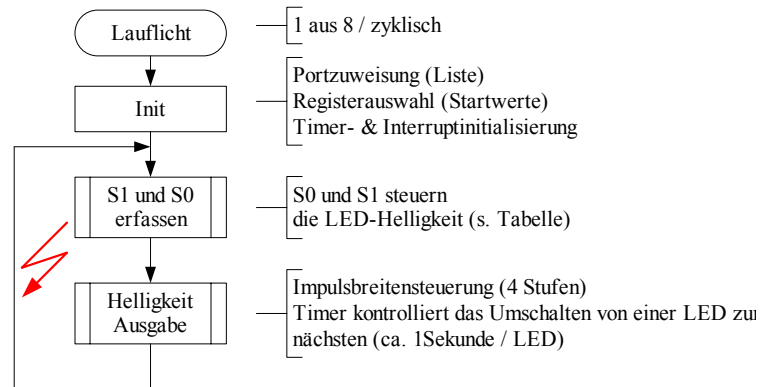 Lauflicht
1 aus 8 / zyklisch
Init
Portzuweisung (Liste)
Registerauswahl (Startwerte)
Timer- & Interruptinitialisierung
S1 und S0
erfassen
S0 und S1 steuern
die LED-Helligkeit (s. Tabelle)
Helligkeit
Ausgabe
Impulsbreitensteuerung (4 Stufen)
Timer kontrolliert das Umschalten von einer LED zur
nächsten (ca. 1Sekunde / LED)